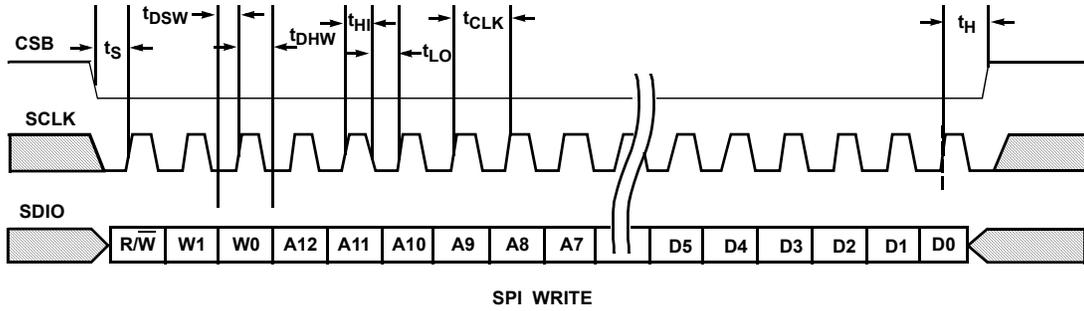 tDSW tHI tCLK tH
CSB tS tDHW tLO
SCLK
SDIO
R/W̅ W1 W0 A12 A11 A10 A9 A8 A7 D5 D4 D3 D2 D1 D0
SPI WRITE